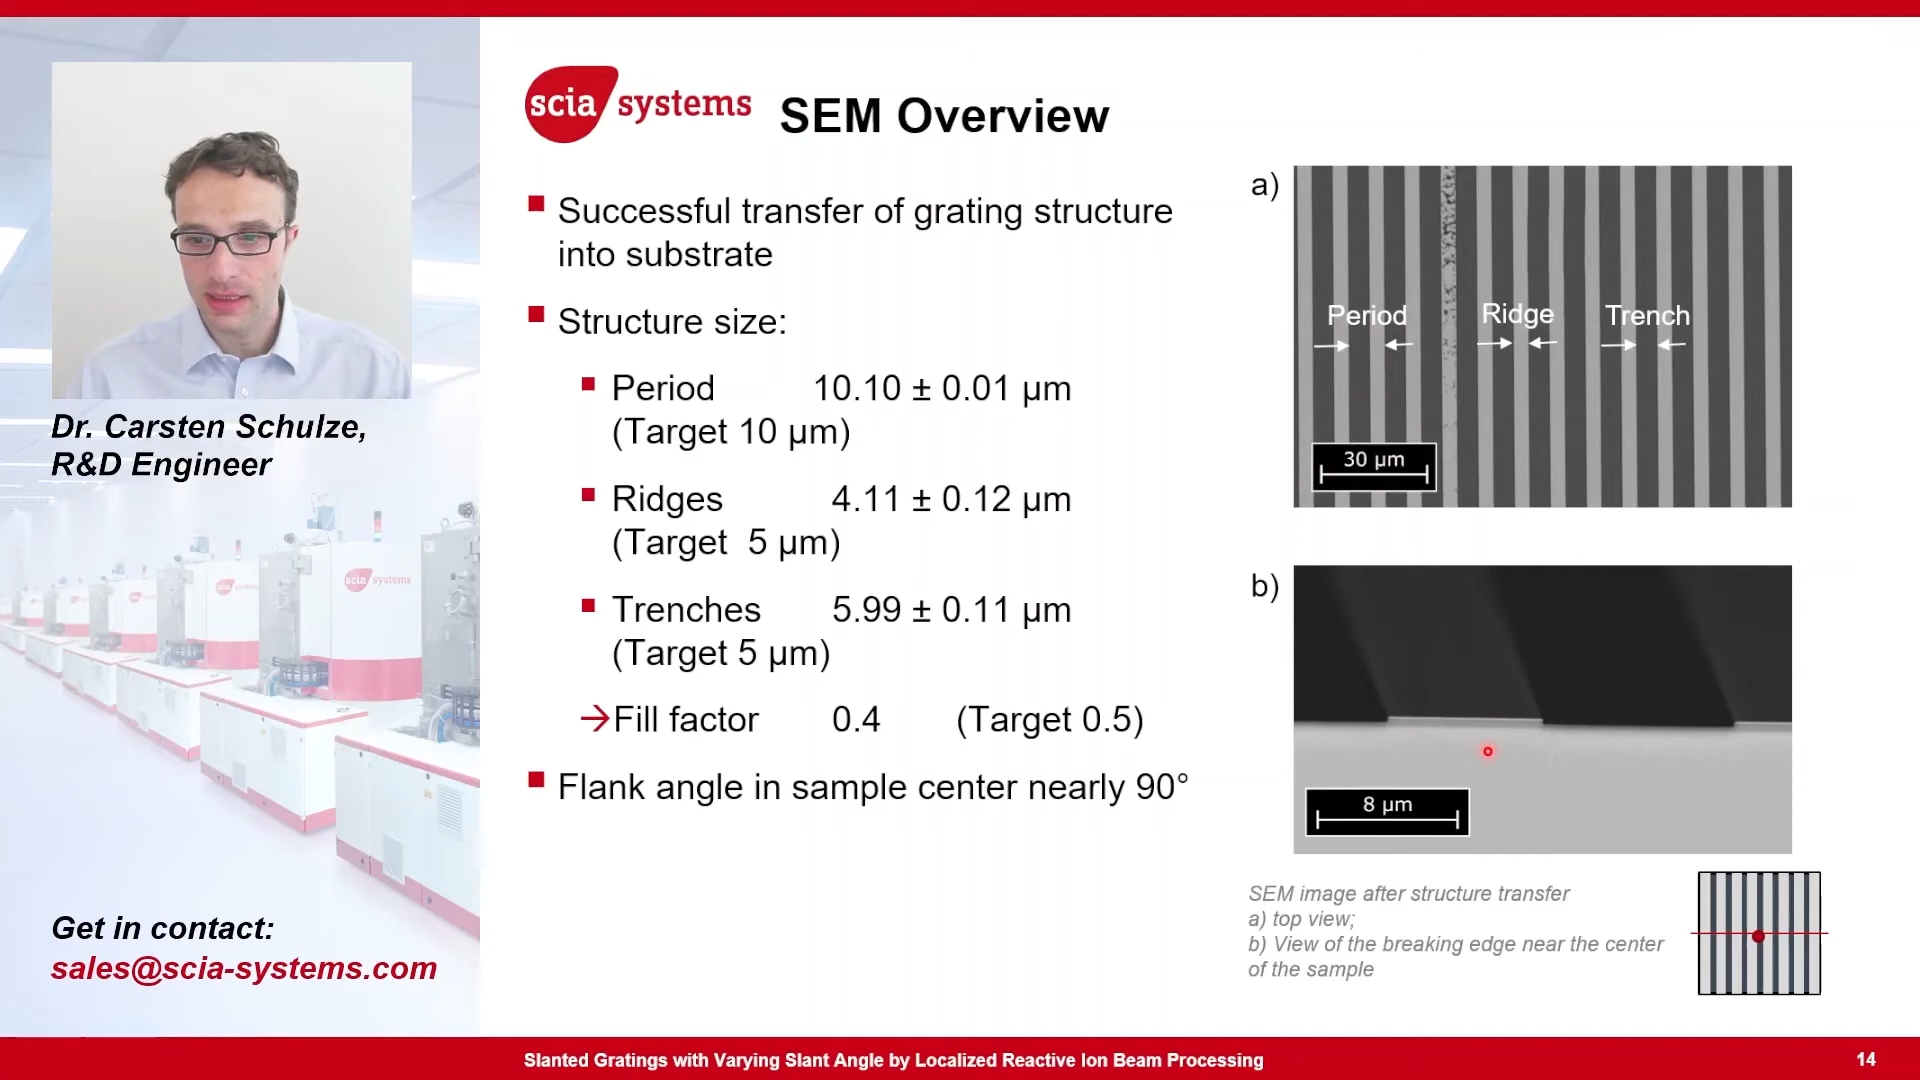 scia systems
SEM Overview
Successful transfer of grating structure
into substrate
Structure size:
Period 10.10 ± 0.01 µm
(Target 10 µm)
Ridges 4.11 ± 0.12 µm
(Target 5 µm)
Trenches 5.99 ± 0.11 µm
(Target 5 µm)
→Fill factor 0.4 (Target 0.5)
Flank angle in sample center nearly 90°
a)
Period Ridge Trench
30 µm
b)
8 µm
SEM image after structure transfer
a) top view;
b) View of the breaking edge near the center
of the sample
Dr. Carsten Schulze,
R&D Engineer
scia systems
Get in contact:
sales@scia-systems.com
Slanted Gratings with Varying Slant Angle by Localized Reactive Ion Beam Processing
14